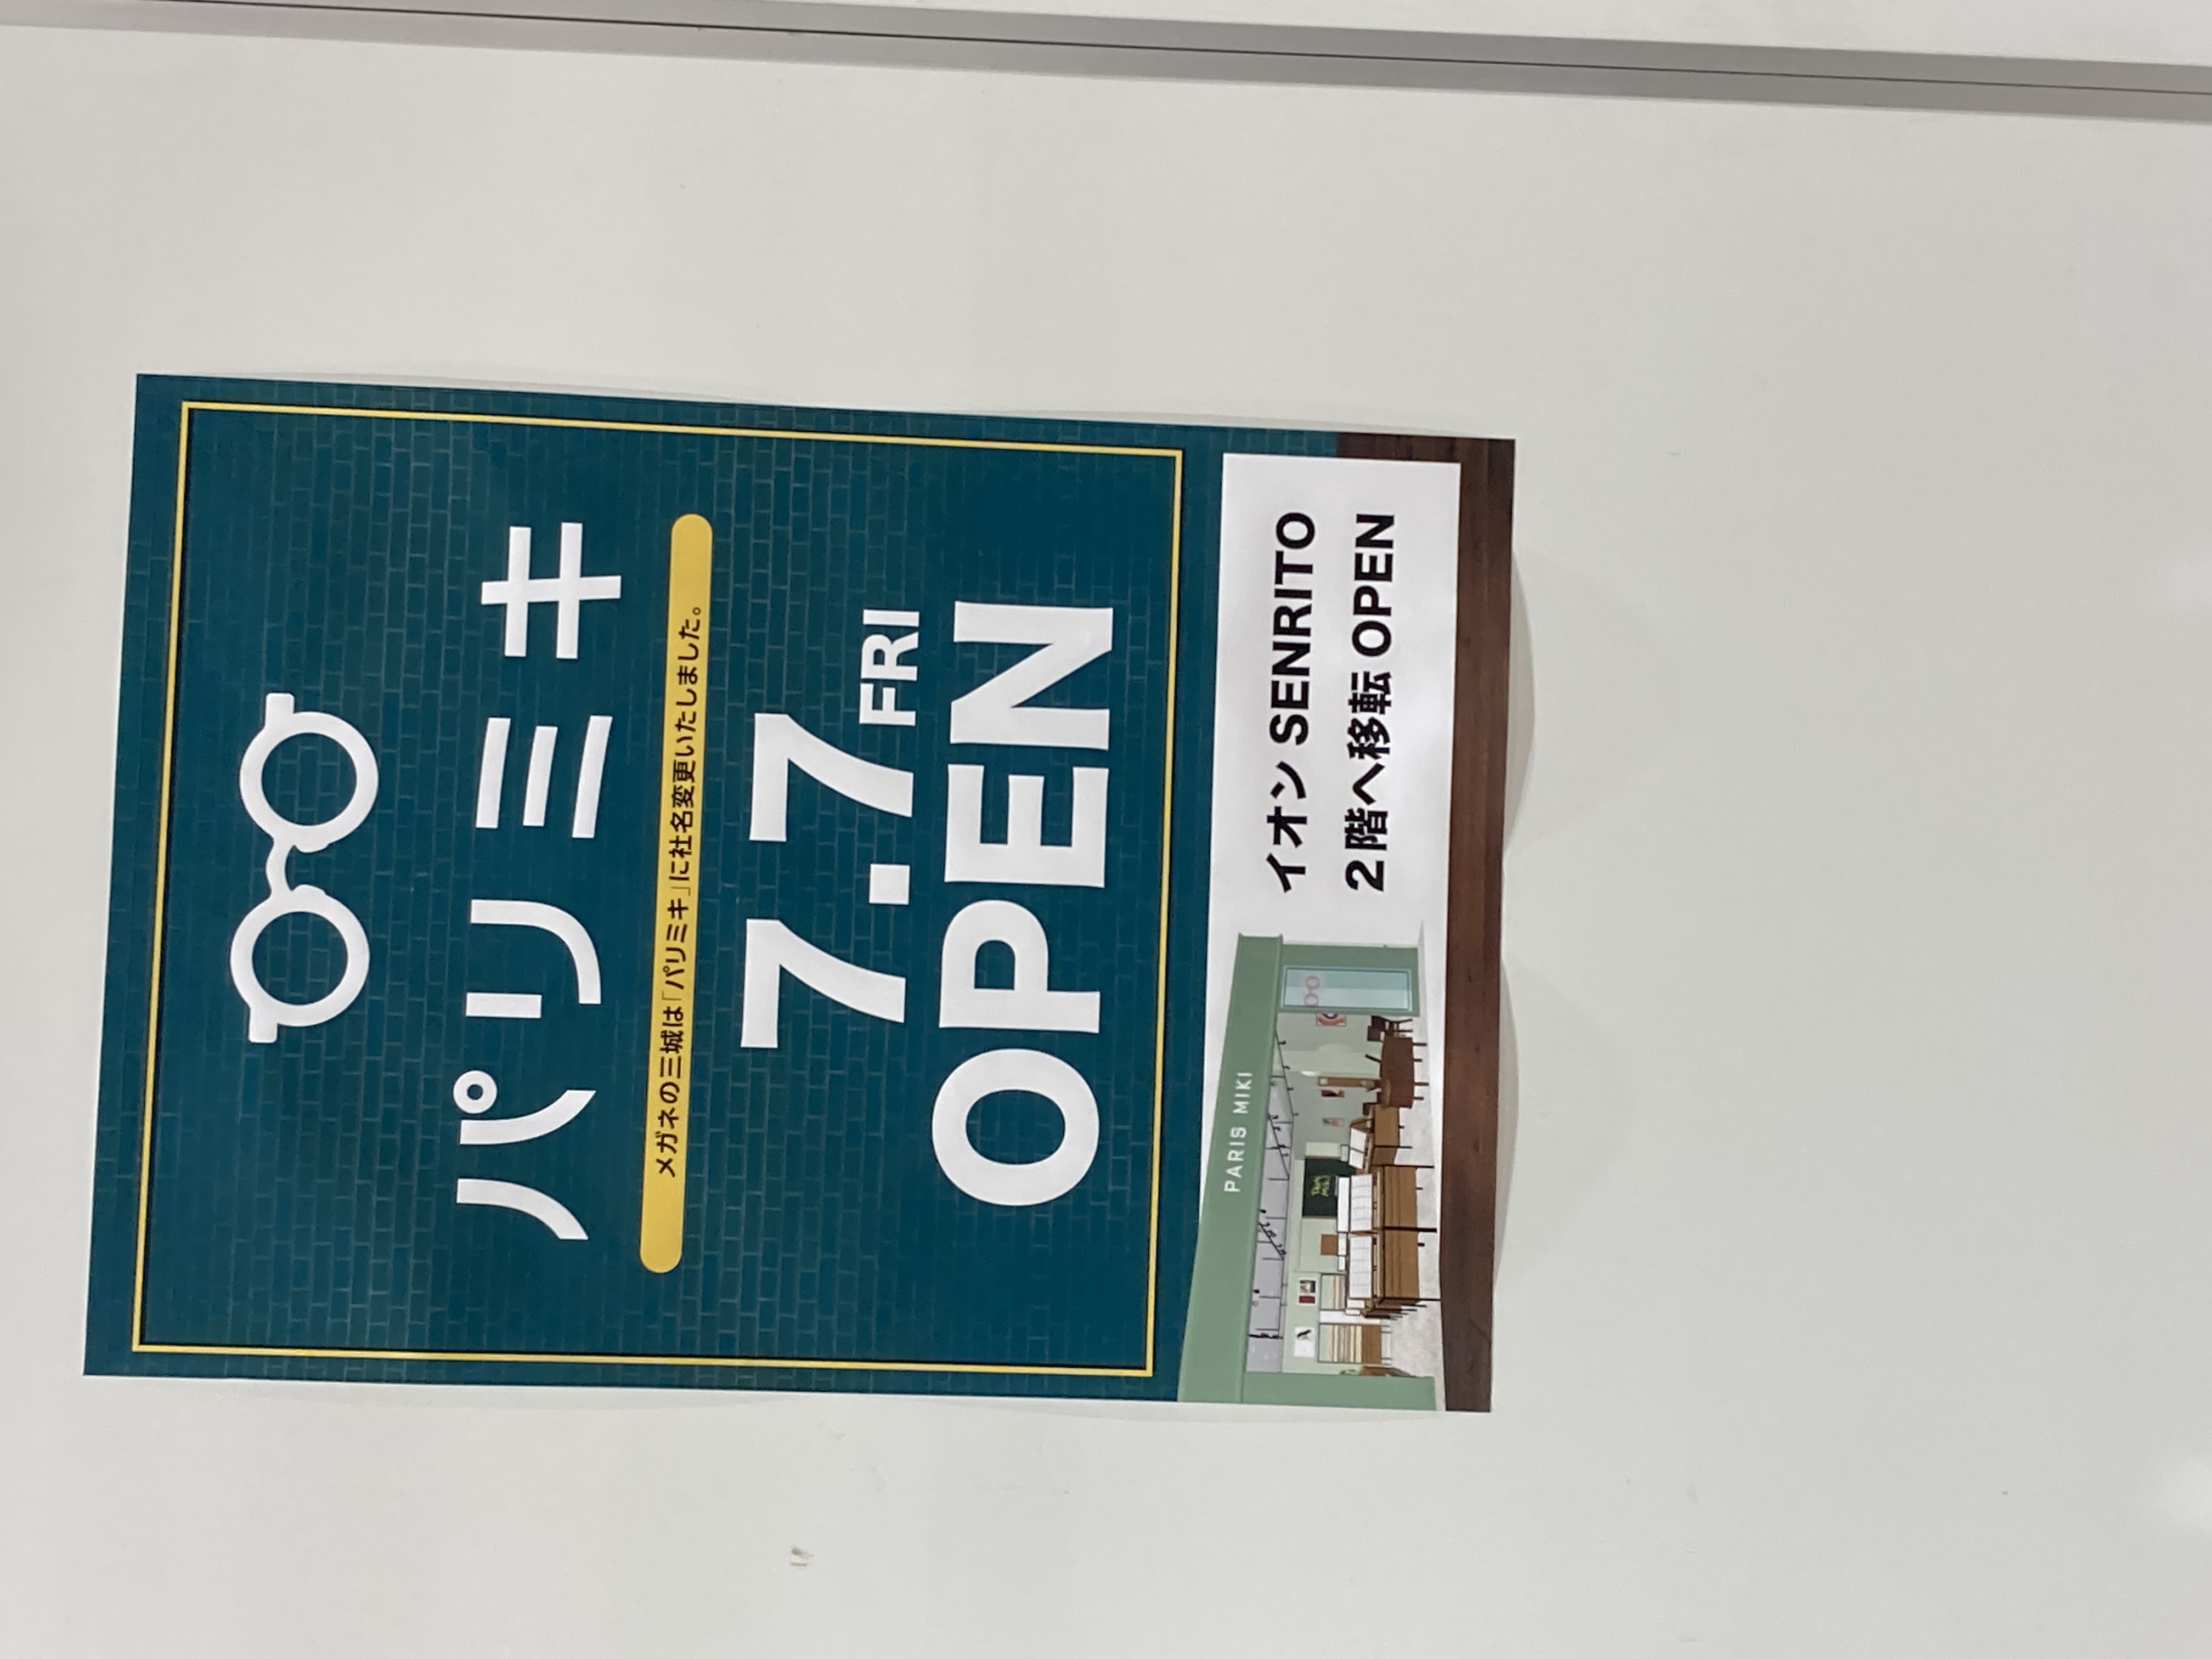 パリミキ
メガネの三城は「パリミキ」に社名変更いたしました。
7.7 FRI
OPEN
PARIS MIKI
イオン SENRITO
2階へ移転 OPEN